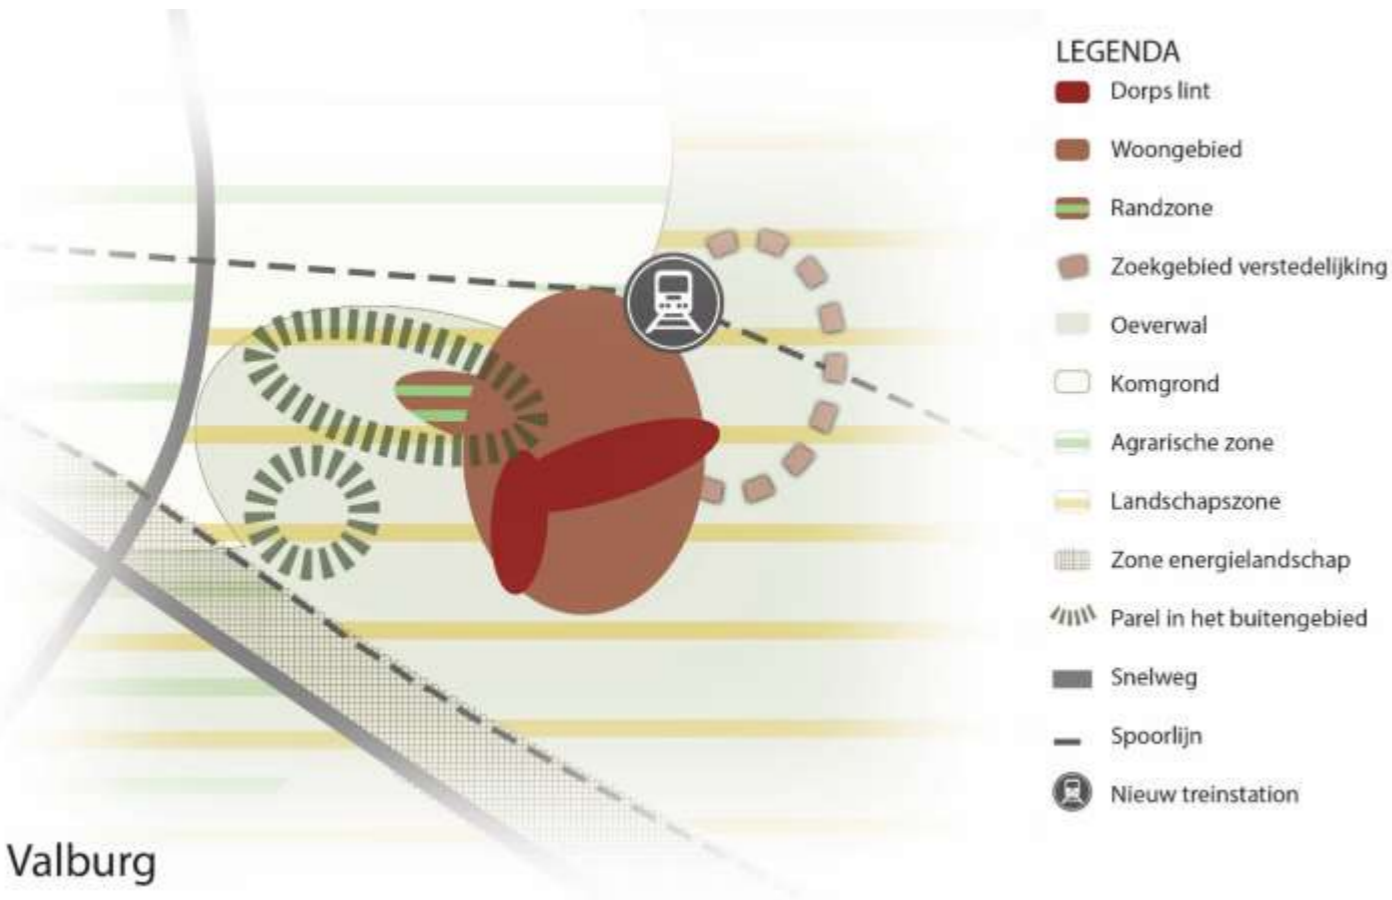 LEGENDA
Dorps lint
Woongebied
Randzone
Zoekgebied verstedelijking
Oeverwal
Komgrond
Agrarische zone
Landschapszone
Zone energielandschap
Parel in het buitengebied
Snelweg
Spoorlijn
Nieuw treinstation
Valburg